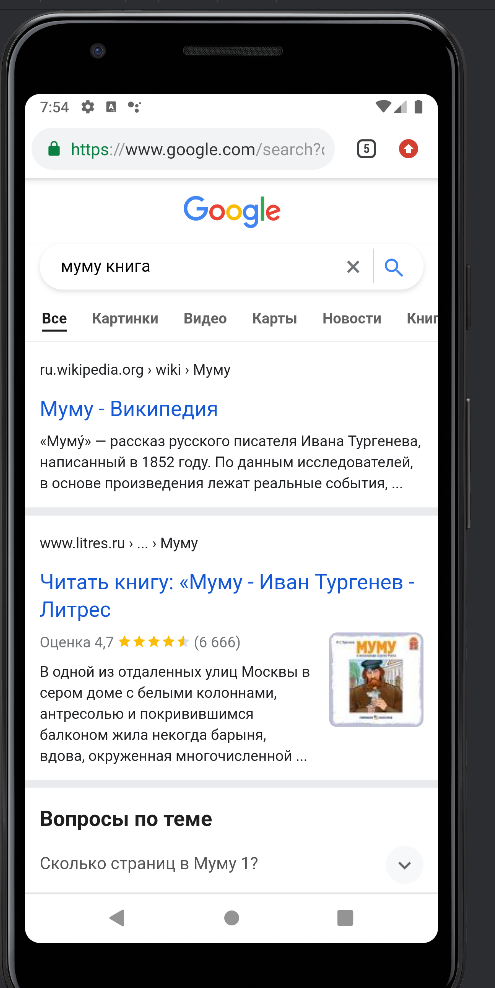 7:54
https://www.google.com/search?
5
Google
муму книга
Все Картинки Видео Карты Новости Книг
ru.wikipedia.org › wiki › Муму
Муму - Википедия
«Муму́» — рассказ русского писателя Ивана Тургенева,
написанный в 1852 году. По данным исследователей,
в основе произведения лежат реальные события, ...
www.litres.ru › ... › Муму
Читать книгу: «Муму - Иван Тургенев -
Литрес
Оценка 4,7 (6 666)
МУМУ
В одной из отдаленных улиц Москвы в
сером доме с белыми колоннами,
антресолью и покривившимся
балконом жила некогда барыня,
вдова, окруженная многочисленной ...
Вопросы по теме
Сколько страниц в Муму 1?